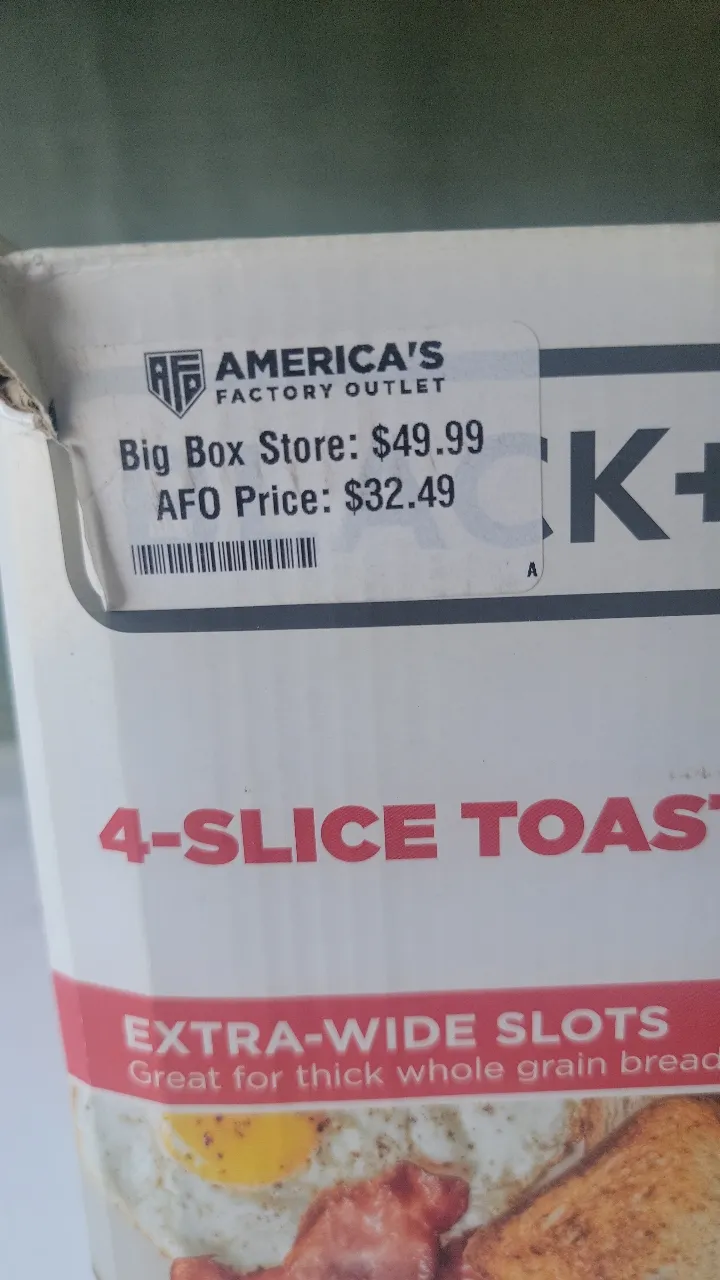 AFO AMERICA'S
FACTORY OUTLET
Big Box Store: $49.99
AFO Price: $32.49
A
CK+
4-SLICE TOAST
EXTRA-WIDE SLOTS
Great for thick whole grain bread